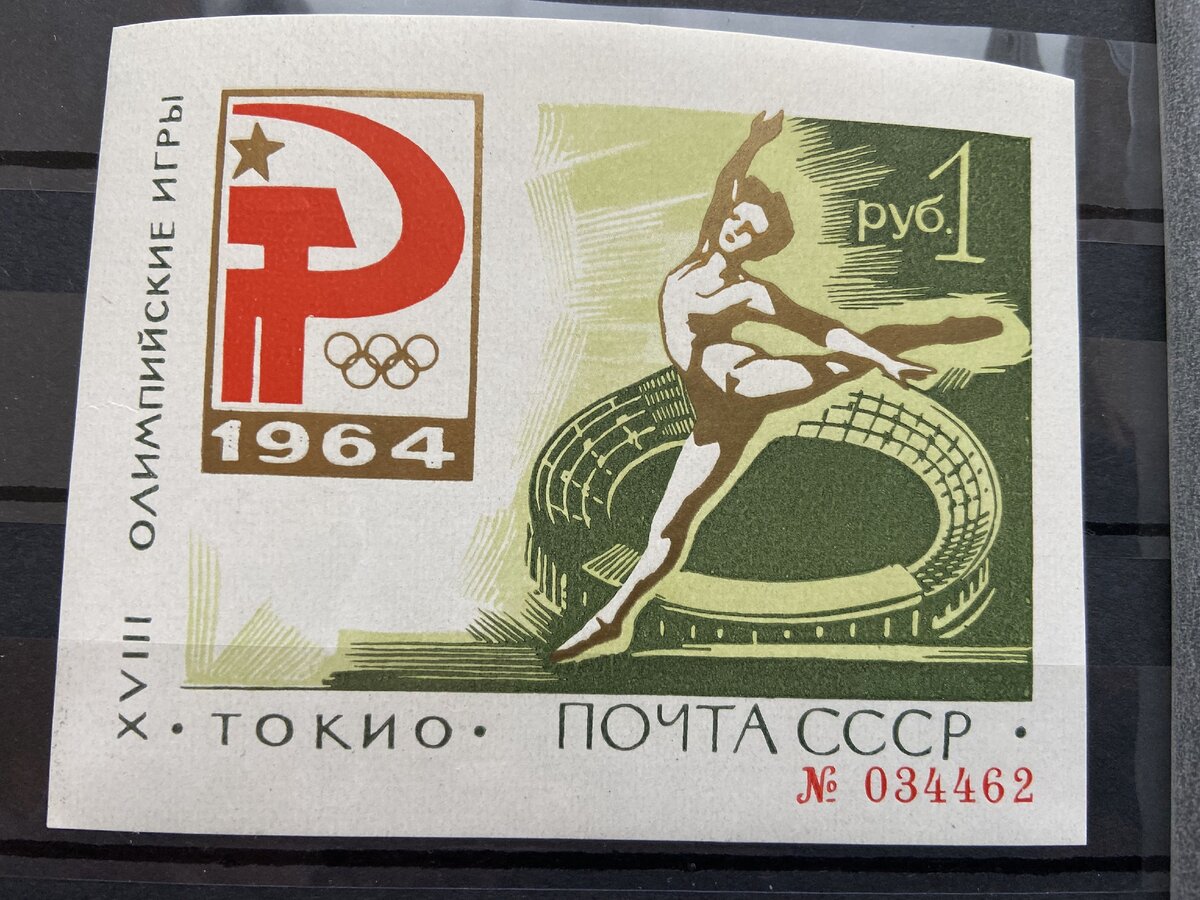 XVIII ОЛИМПИЙСКИЕ ИГРЫ
1964
руб. 1
• ТОКИО •
ПОЧТА СССР •
№ 034462